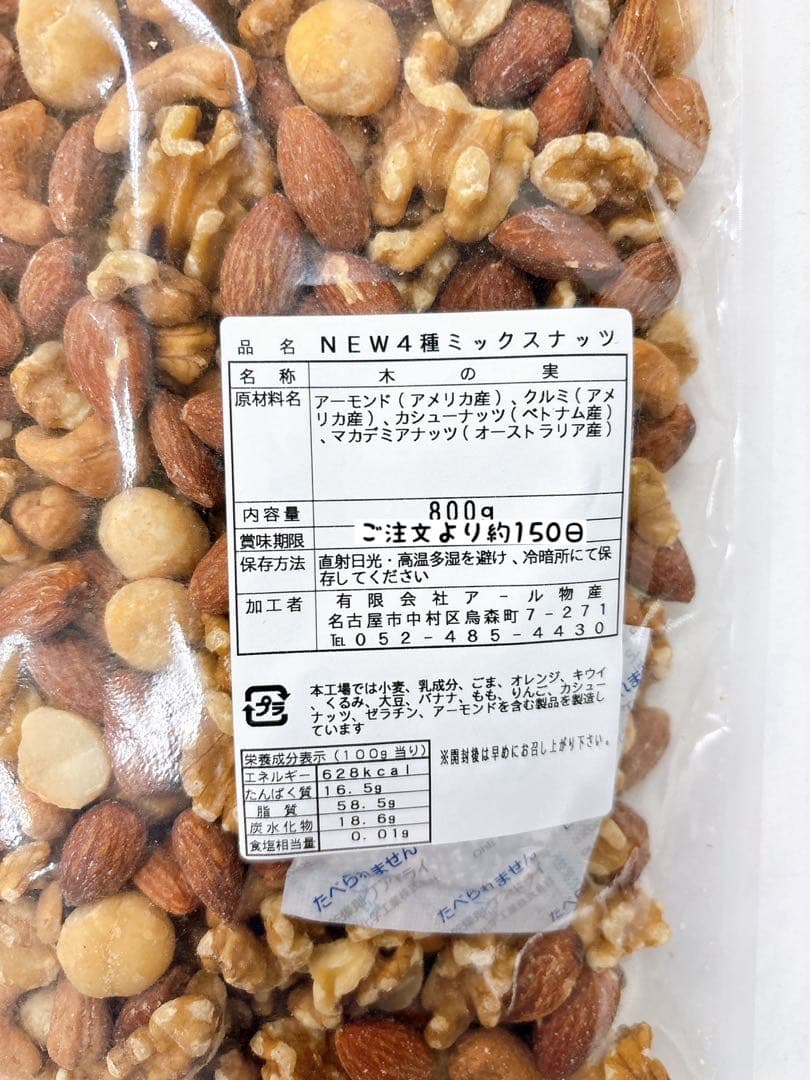 品名 NEW4種ミックスナッツ
名称 木の実
原材料名 アーモンド(アメリカ産)、クルミ(アメ
リカ産)、カシューナッツ(ベトナム産)
、マカデミアナッツ(オーストラリア産)
内容量 800g
賞味期限 ご注文より約150日
保存方法 直射日光・高温多湿を避け、冷暗所にて保
存してください
加工者 有限会社アール物産
名古屋市中村区烏森町7-271
℡052-485-4430
プラ
本工場では小麦、乳成分、ごま、オレンジ、キウイ
、くるみ、大豆、バナナ、もも、りんご、カシュー
ナッツ、ゼラチン、アーモンドを含む製品を製造し
ています
※開封後は早めにお召し上がり下さい。
栄養成分表示(100g当り)
エネルギー 628kcal
たんぱく質 16.5g
脂質 58.5g
炭水化物 18.6g
食塩相当量 0.01g
たべられません
たべられません